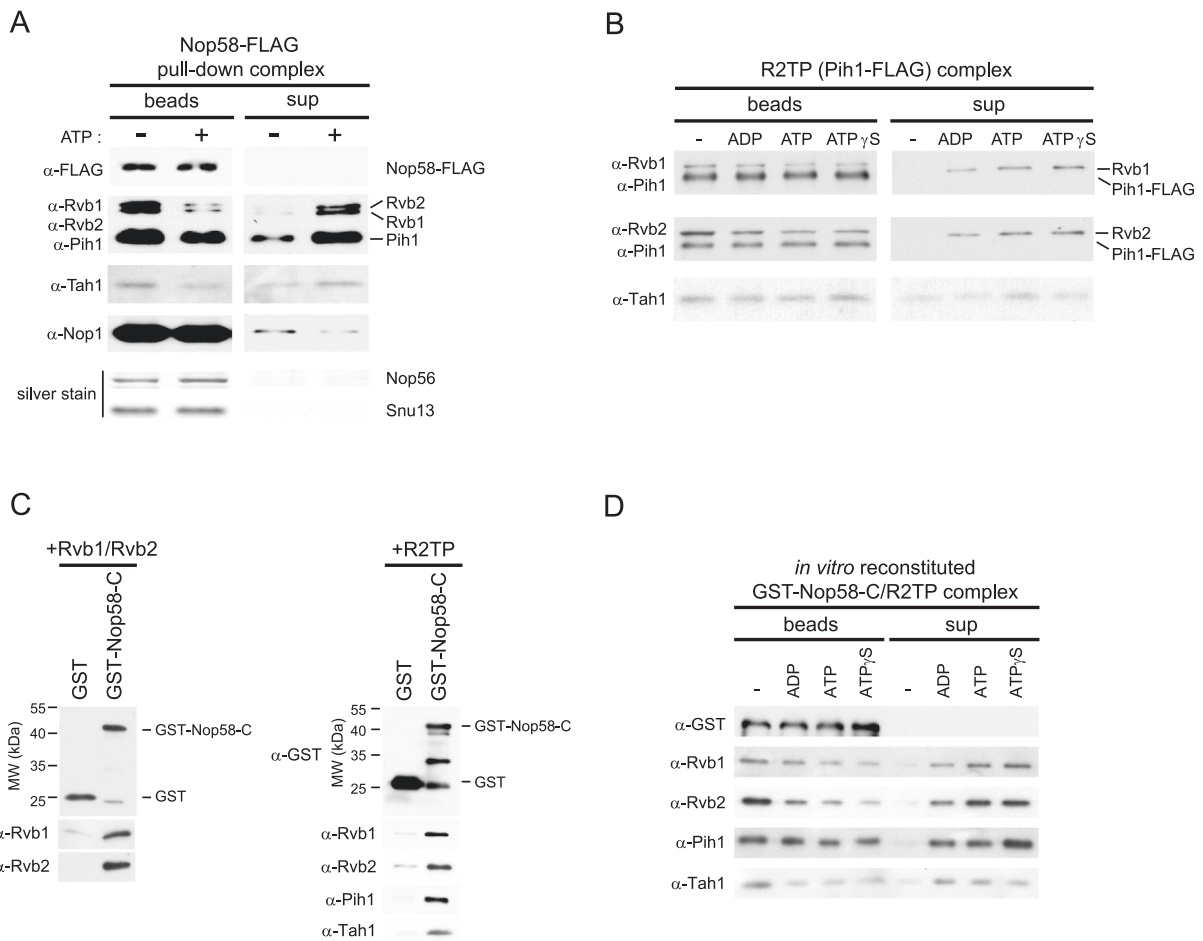 A
Nop58-FLAG
pull-down complex
beads sup
ATP : - + - +
α-FLAG Nop58-FLAG
α-Rvb1 Rvb2
α-Rvb2 Rvb1
α-Pih1 Pih1
α-Tah1
α-Nop1
silver stain Nop56
Snu13
B
R2TP (Pih1-FLAG) complex
beads sup
- ADP ATP ATPγS - ADP ATP ATPγS
α-Rvb1 Rvb1
α-Pih1 Pih1-FLAG
α-Rvb2 Rvb2
α-Pih1 Pih1-FLAG
α-Tah1
C
+Rvb1/Rvb2
GST GST-Nop58-C
MW (kDa)
55
40 GST-Nop58-C
35
25 GST
α-Rvb1
α-Rvb2
+R2TP
GST GST-Nop58-C
α-GST
MW (kDa)
55
40 GST-Nop58-C
35
25 GST
α-Rvb1
α-Rvb2
α-Pih1
α-Tah1
D
in vitro reconstituted
GST-Nop58-C/R2TP complex
beads sup
- ADP ATP ATPγS - ADP ATP ATPγS
α-GST
α-Rvb1
α-Rvb2
α-Pih1
α-Tah1